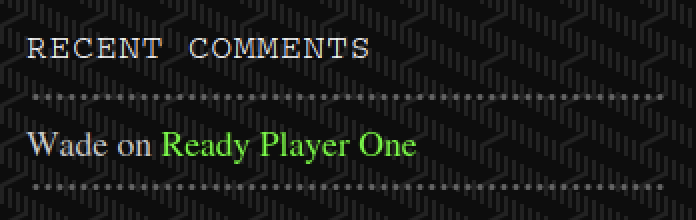 RECENT COMMENTS
Wade on Ready Player One